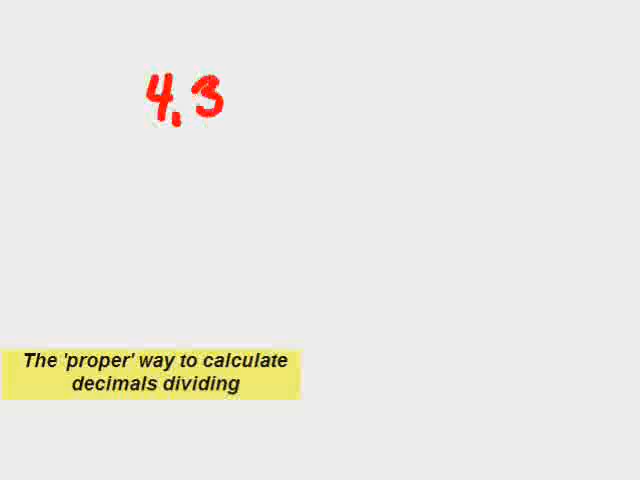 4,3
The 'proper' way to calculate
decimals dividing